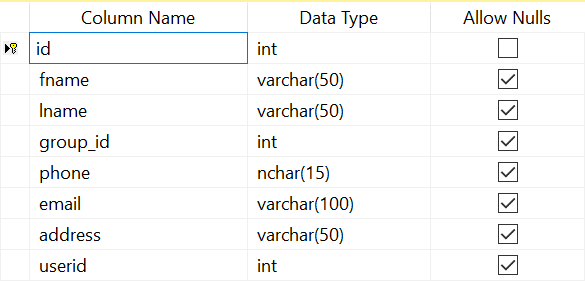 Column Name Data Type Allow Nulls
id int
fname varchar(50)
lname varchar(50)
group_id int
phone nchar(15)
email varchar(100)
address varchar(50)
userid int